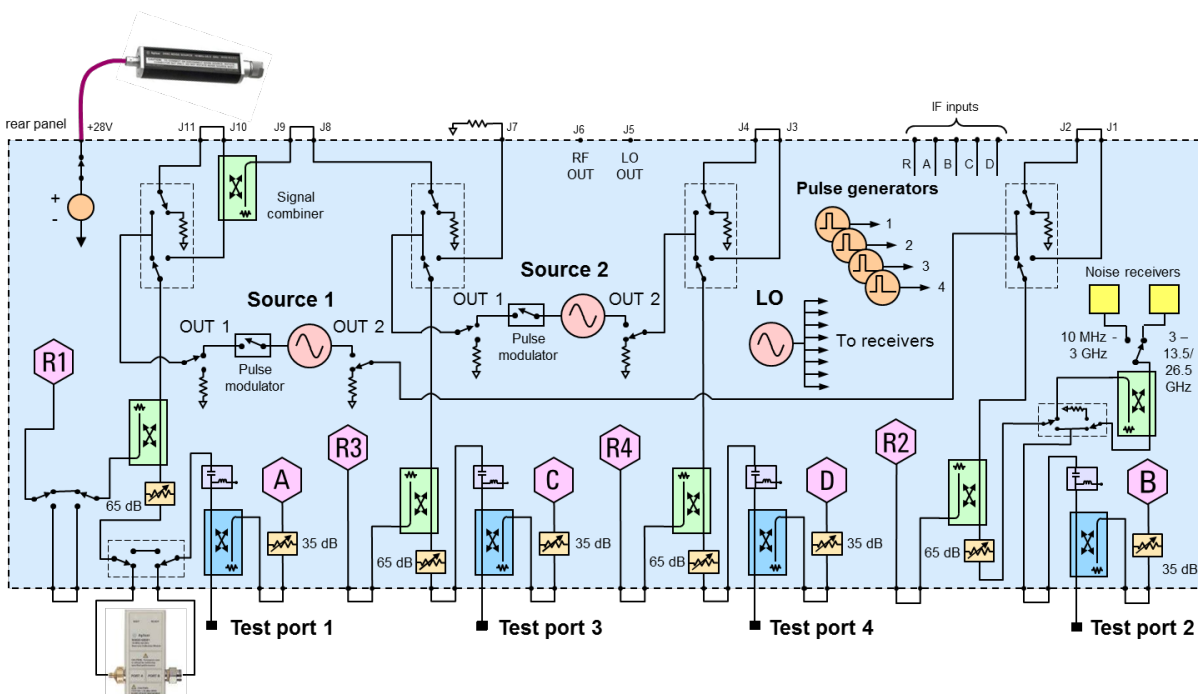 rear panel
+28V
J11
J10
J9
J8
J7
J6
J5
J4
J3
IF inputs
J2
J1
RF
OUT
LO
OUT
R
A
B
C
D
+
-
Signal
combiner
Pulse generators
1
2
3
4
Source 1
OUT 1
OUT 2
Pulse
modulator
Source 2
OUT 1
OUT 2
Pulse
modulator
LO
To receivers
Noise receivers
10 MHz -
3 GHz
3 –
13.5/
26.5
GHz
R1
R3
R4
R2
A
C
D
B
65 dB
35 dB
65 dB
35 dB
65 dB
35 dB
65 dB
35 dB
Test port 1
Test port 3
Test port 4
Test port 2